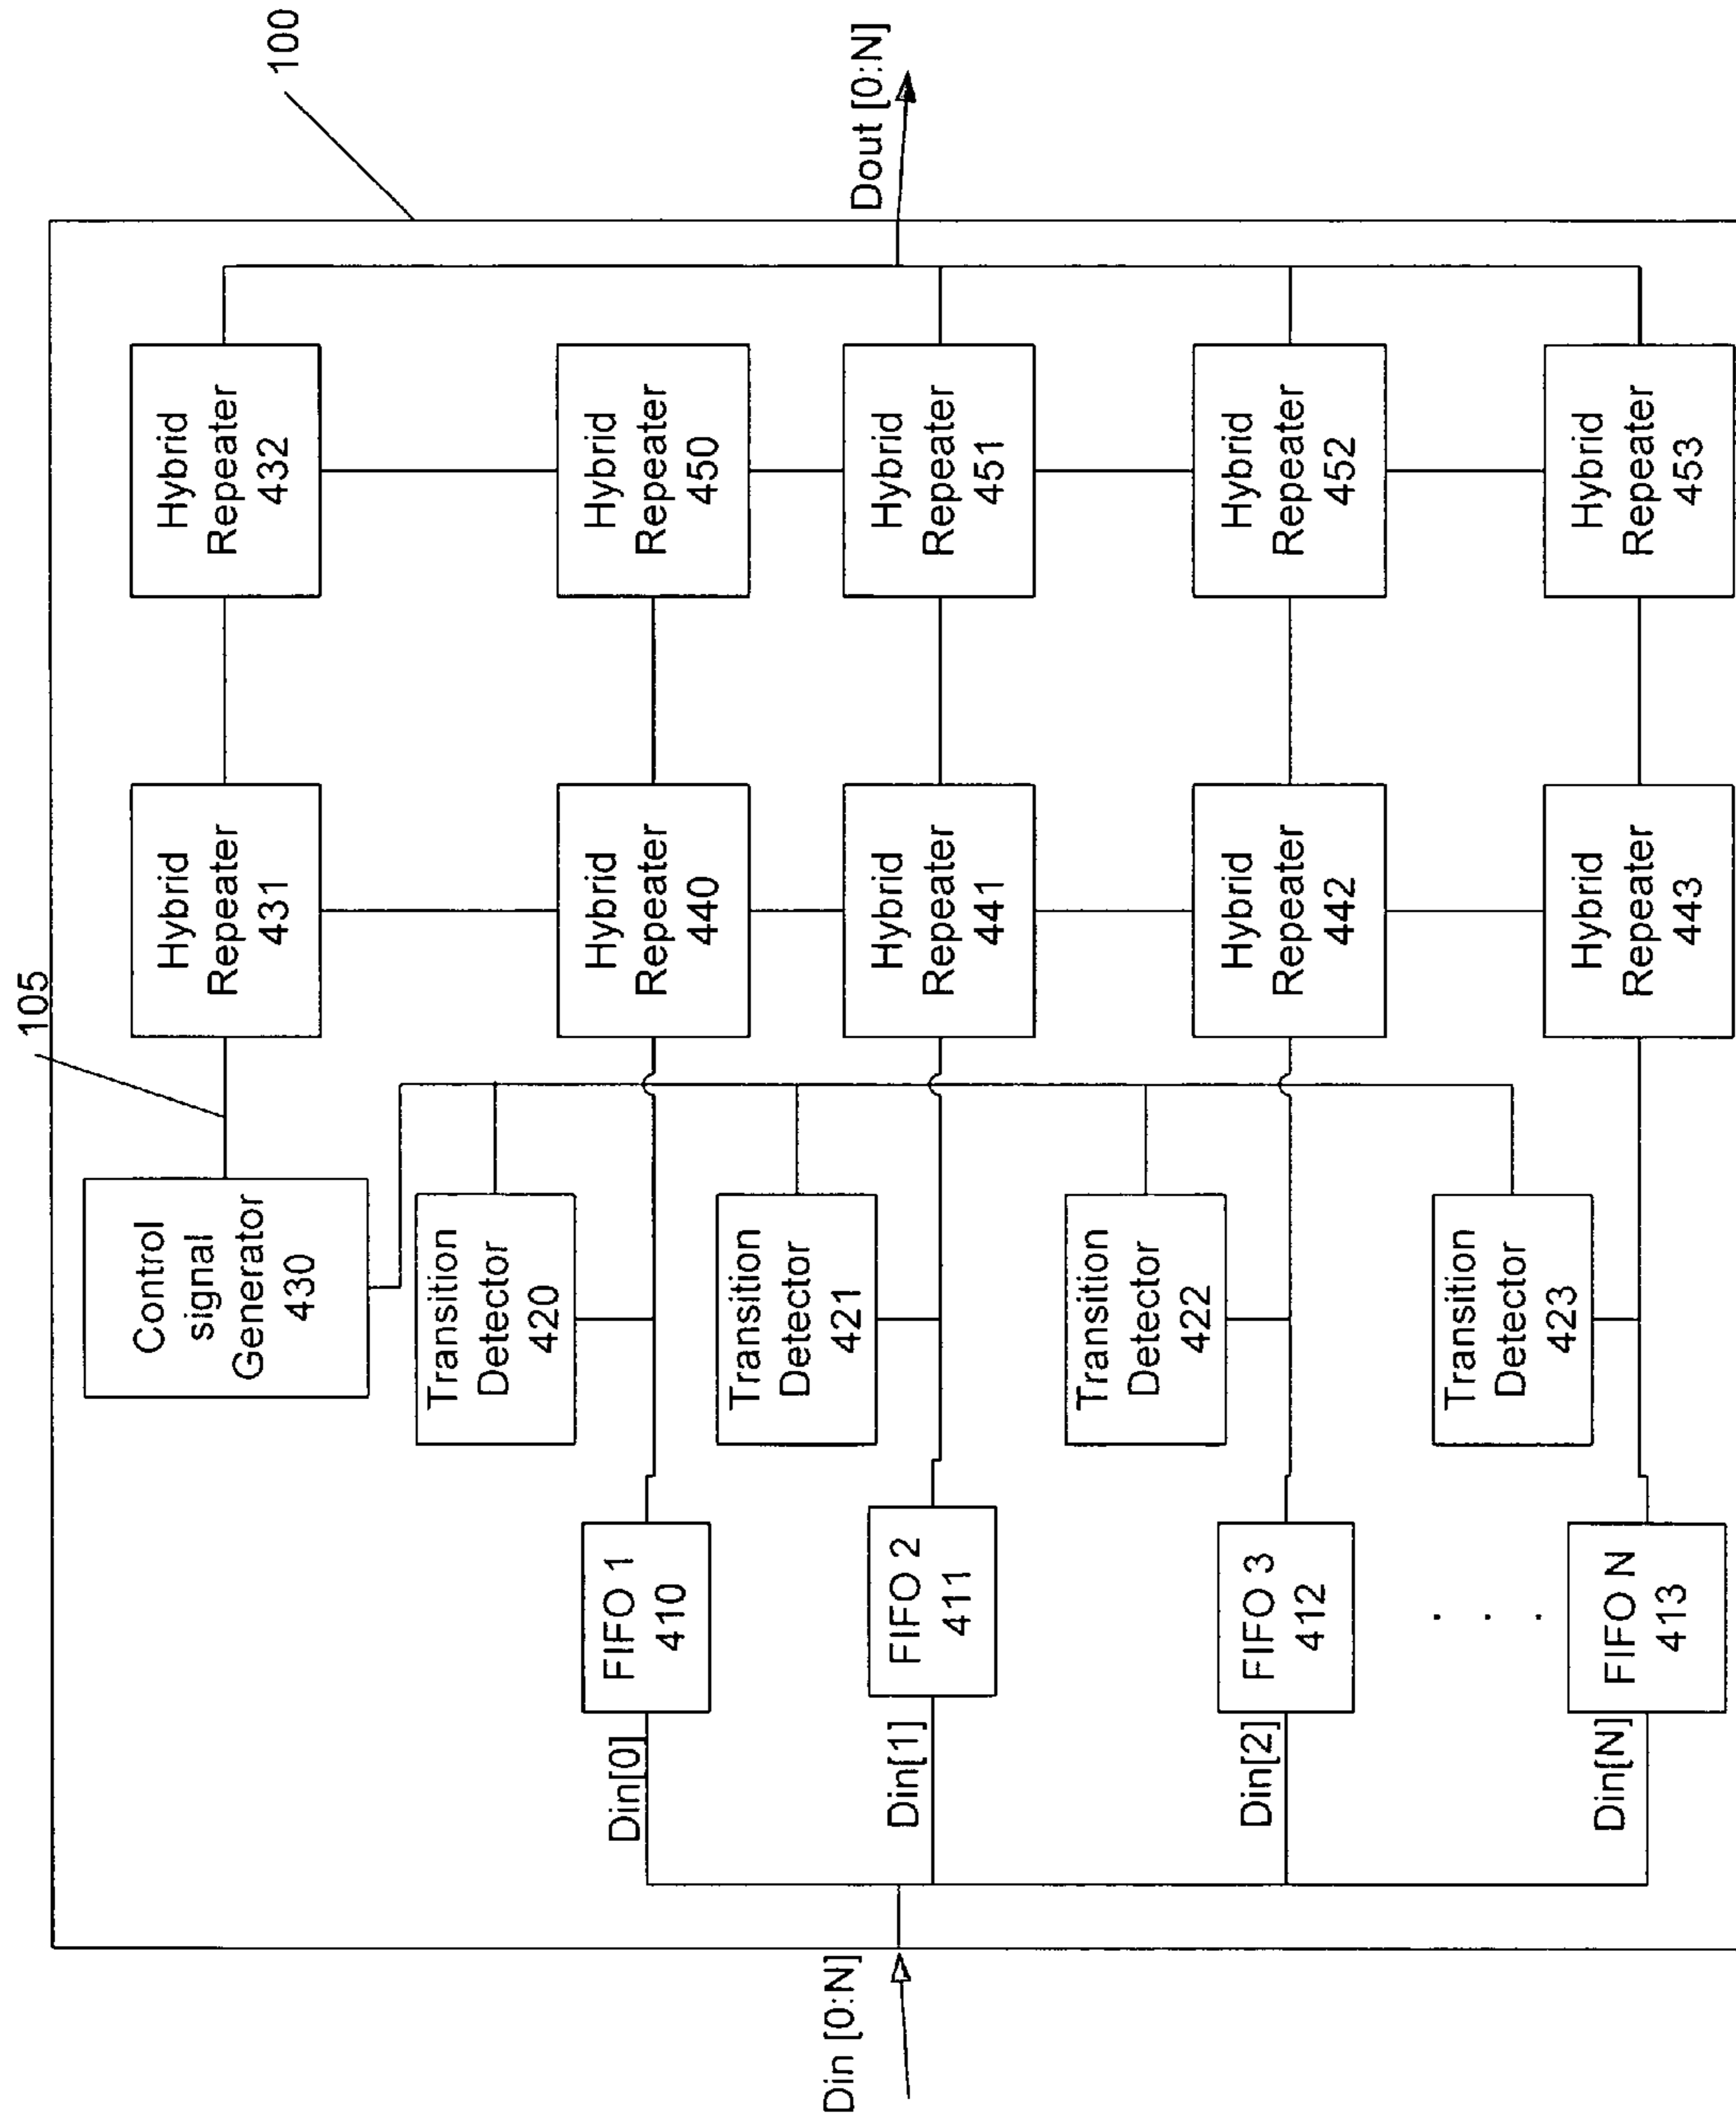 100
105
Din [0:N]
Dout [0:N]
Control
signal
Generator
430
Hybrid
Repeater
431
Hybrid
Repeater
432
Transition
Detector
420
Din[0]
FIFO 1
410
Hybrid
Repeater
440
Hybrid
Repeater
450
Transition
Detector
421
Din[1]
FIFO 2
411
Hybrid
Repeater
441
Hybrid
Repeater
451
Transition
Detector
422
Din[2]
FIFO 3
412
Hybrid
Repeater
442
Hybrid
Repeater
452
. . .
Transition
Detector
423
Din[N]
FIFO N
413
Hybrid
Repeater
443
Hybrid
Repeater
453